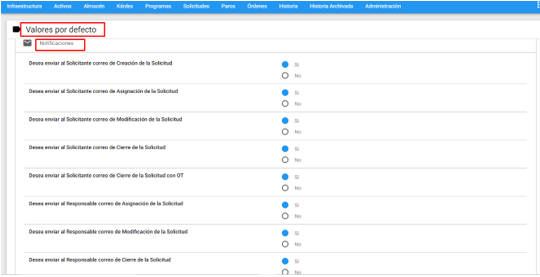 Infraestructura Activos Almacén Kárdex Programas Solicitudes Paros Órdenes Historia Historia Archivada Administración
Valores por defecto
Notificaciones
Desea enviar al Solicitante correo de Creación de la Solicitud
Si
No
Desea enviar al Solicitante correo de Asignación de la Solicitud
Si
No
Desea enviar al Solicitante correo de Modificación de la Solicitud
Si
No
Desea enviar al Solicitante correo de Cierre de la Solicitud
Si
No
Desea enviar al Solicitante correo de Cierre de la Solicitud con OT
Si
No
Desea enviar al Responsable correo de Asignación de la Solicitud
Si
No
Desea enviar al Responsable correo de Modificación de la Solicitud
Si
No
Desea enviar al Responsable correo de Cierre de la Solicitud
Si
No